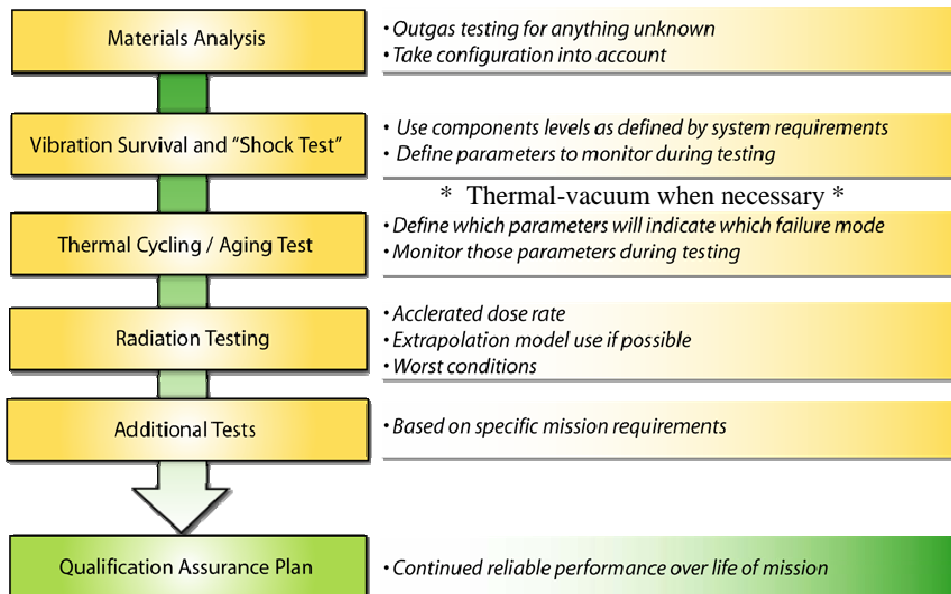 Materials Analysis
• Outgas testing for anything unknown
• Take configuration into account
Vibration Survival and “Shock Test”
• Use components levels as defined by system requirements
• Define parameters to monitor during testing
* Thermal-vacuum when necessary *
Thermal Cycling / Aging Test
• Define which parameters will indicate which failure mode
• Monitor those parameters during testing
Radiation Testing
• Acclerated dose rate
• Extrapolation model use if possible
• Worst conditions
Additional Tests
• Based on specific mission requirements
Qualification Assurance Plan
• Continued reliable performance over life of mission